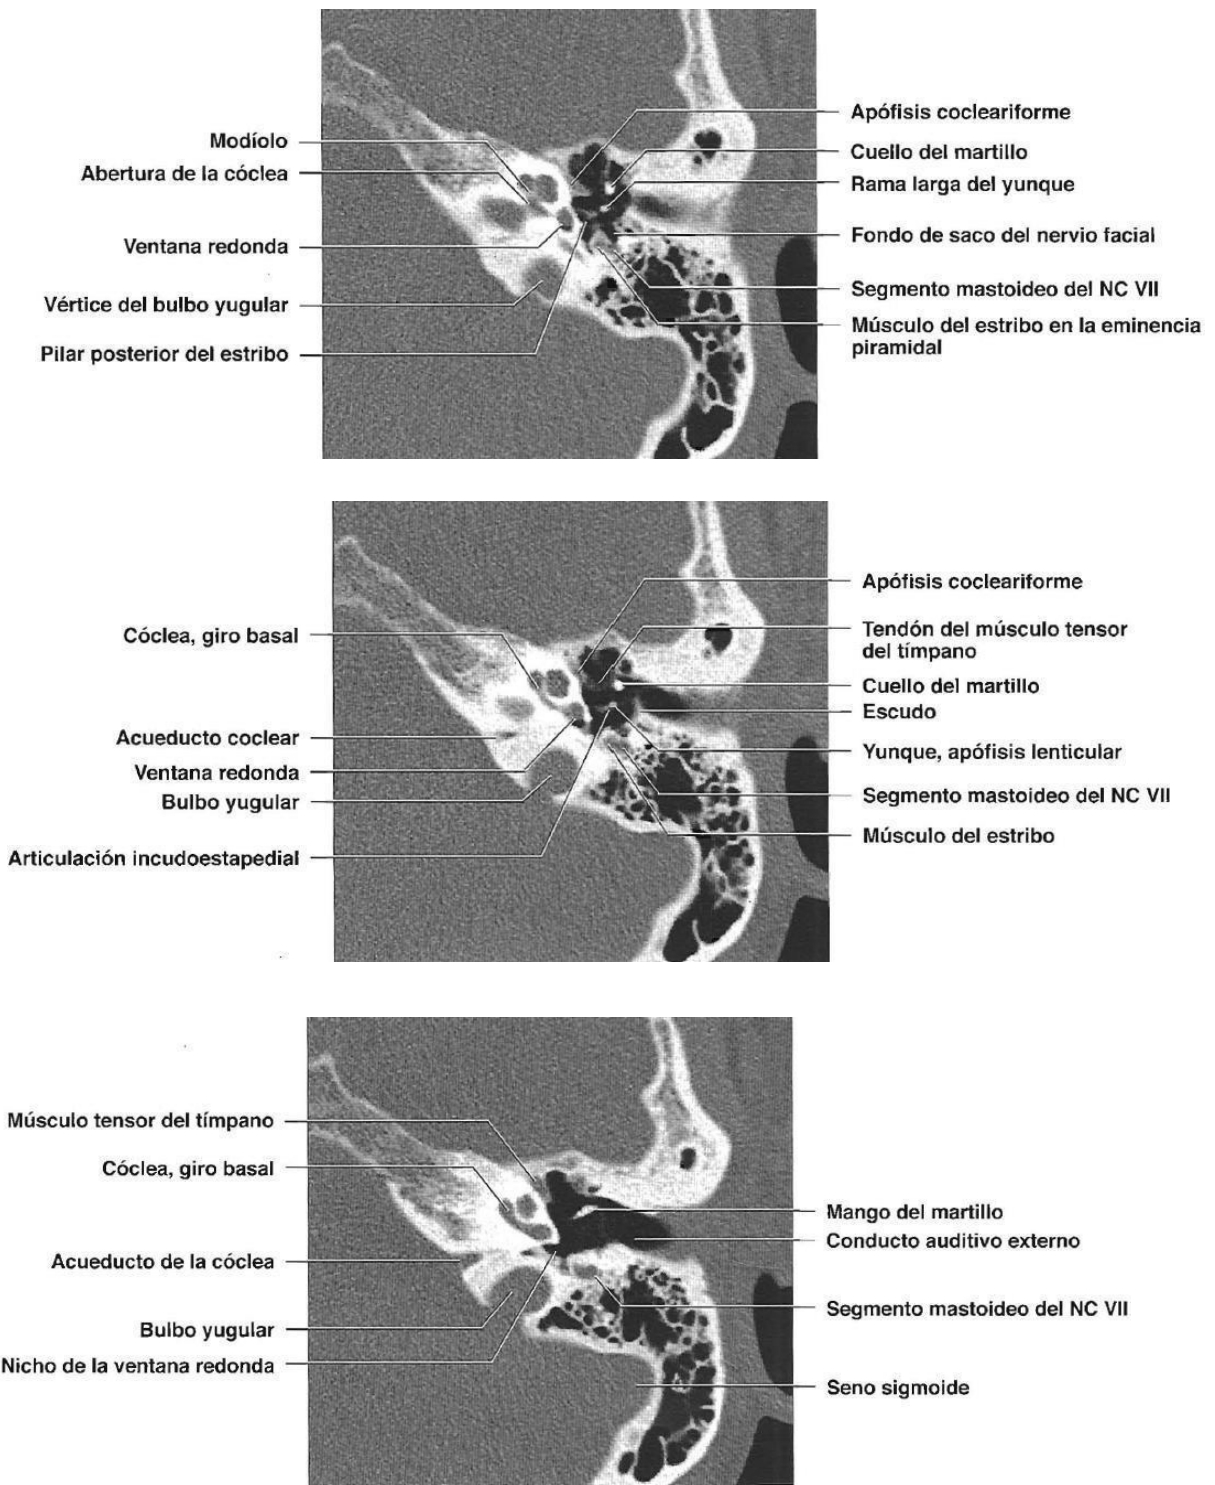 Modíolo
Abertura de la cóclea
Ventana redonda
Vértice del bulbo yugular
Pilar posterior del estribo
Apófisis cocleariforme
Cuello del martillo
Rama larga del yunque
Fondo de saco del nervio facial
Segmento mastoideo del NC VII
Músculo del estribo en la eminencia
piramidal
Cóclea, giro basal
Acueducto coclear
Ventana redonda
Bulbo yugular
Articulación incudoestapedial
Apófisis cocleariforme
Tendón del músculo tensor
del tímpano
Cuello del martillo
Escudo
Yunque, apófisis lenticular
Segmento mastoideo del NC VII
Músculo del estribo
Músculo tensor del tímpano
Cóclea, giro basal
Acueducto de la cóclea
Bulbo yugular
Nicho de la ventana redonda
Mango del martillo
Conducto auditivo externo
Segmento mastoideo del NC VII
Seno sigmoide